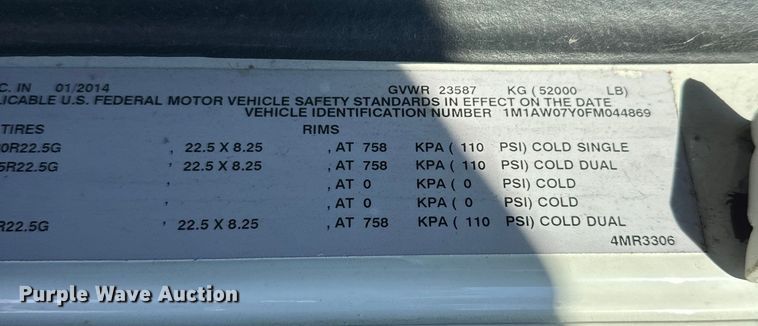 C. IN 01/2014 GVWR 23587 KG ( 52000 LB)
LICABLE U.S. FEDERAL MOTOR VEHICLE SAFETY STANDARDS IN EFFECT ON THE DATE
VEHICLE IDENTIFICATION NUMBER 1M1AW07Y0FM044869
TIRES RIMS
0R22.5G , 22.5 X 8.25 , AT 758 KPA ( 110 PSI) COLD SINGLE
5R22.5G , 22.5 X 8.25 , AT 758 KPA ( 110 PSI) COLD DUAL
, , AT 0 KPA ( 0 PSI) COLD
, , AT 0 KPA ( 0 PSI) COLD
R22.5G , 22.5 X 8.25 , AT 758 KPA ( 110 PSI) COLD DUAL
4MR3306
Purple Wave Auction